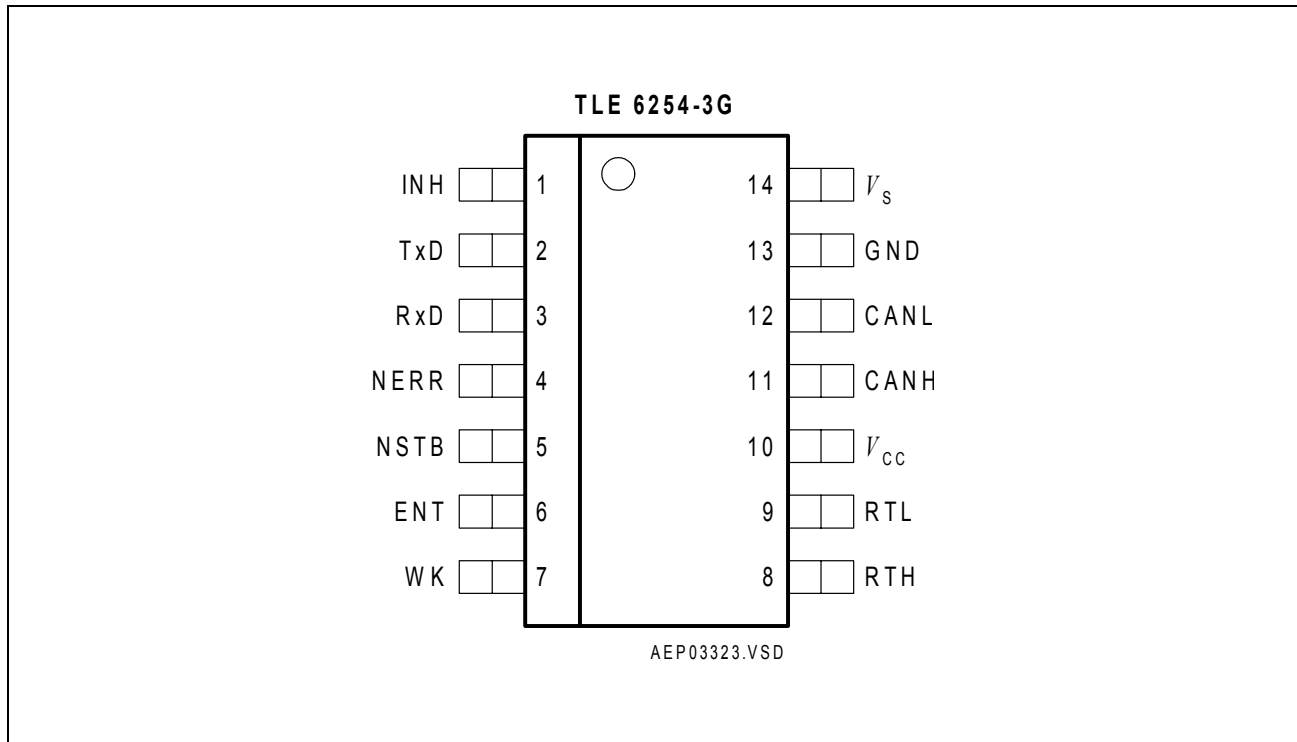 TLE 6254-3G
INH 1 14 VS
TxD 2 13 GND
RxD 3 12 CANL
NERR 4 11 CANH
NSTB 5 10 VCC
ENT 6 9 RTL
WK 7 8 RTH
AEP03323.VSD